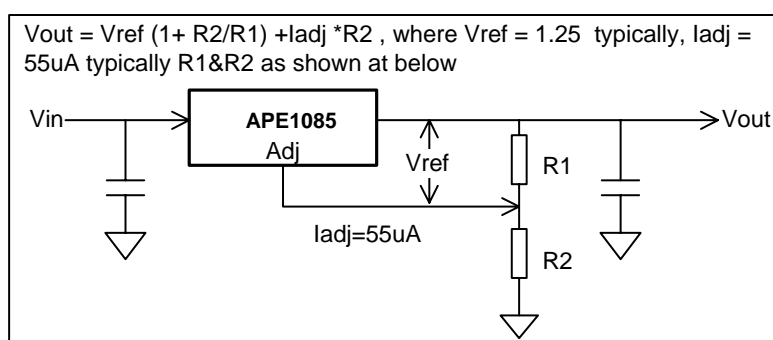 Vout = Vref (1+ R2/R1) +Iadj *R2 , where Vref = 1.25  typically, Iadj =
55uA typically R1&R2 as shown at below
Vin
APE1085
Vout
Adj
Vref
R1
Iadj=55uA
R2